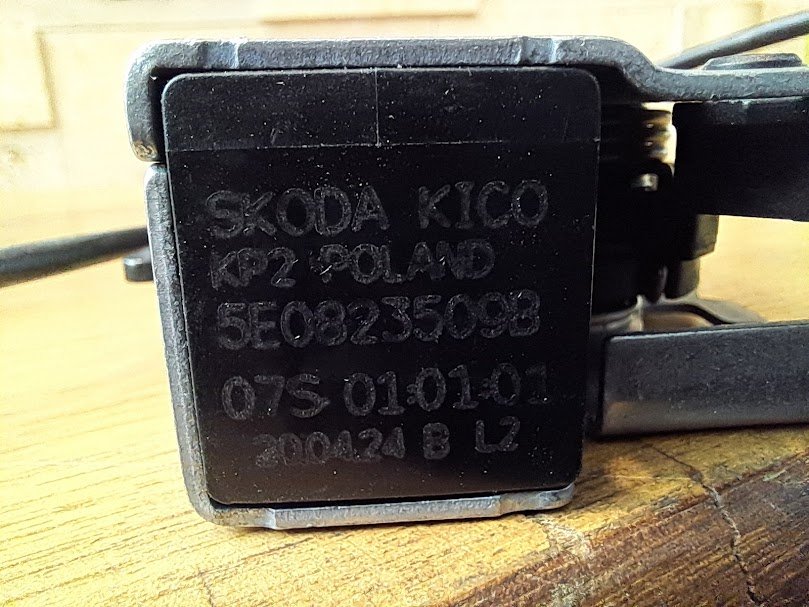 SKODA KICO
KP2 POLAND
5E0823509B
07S 01:01:01
200424 B L2